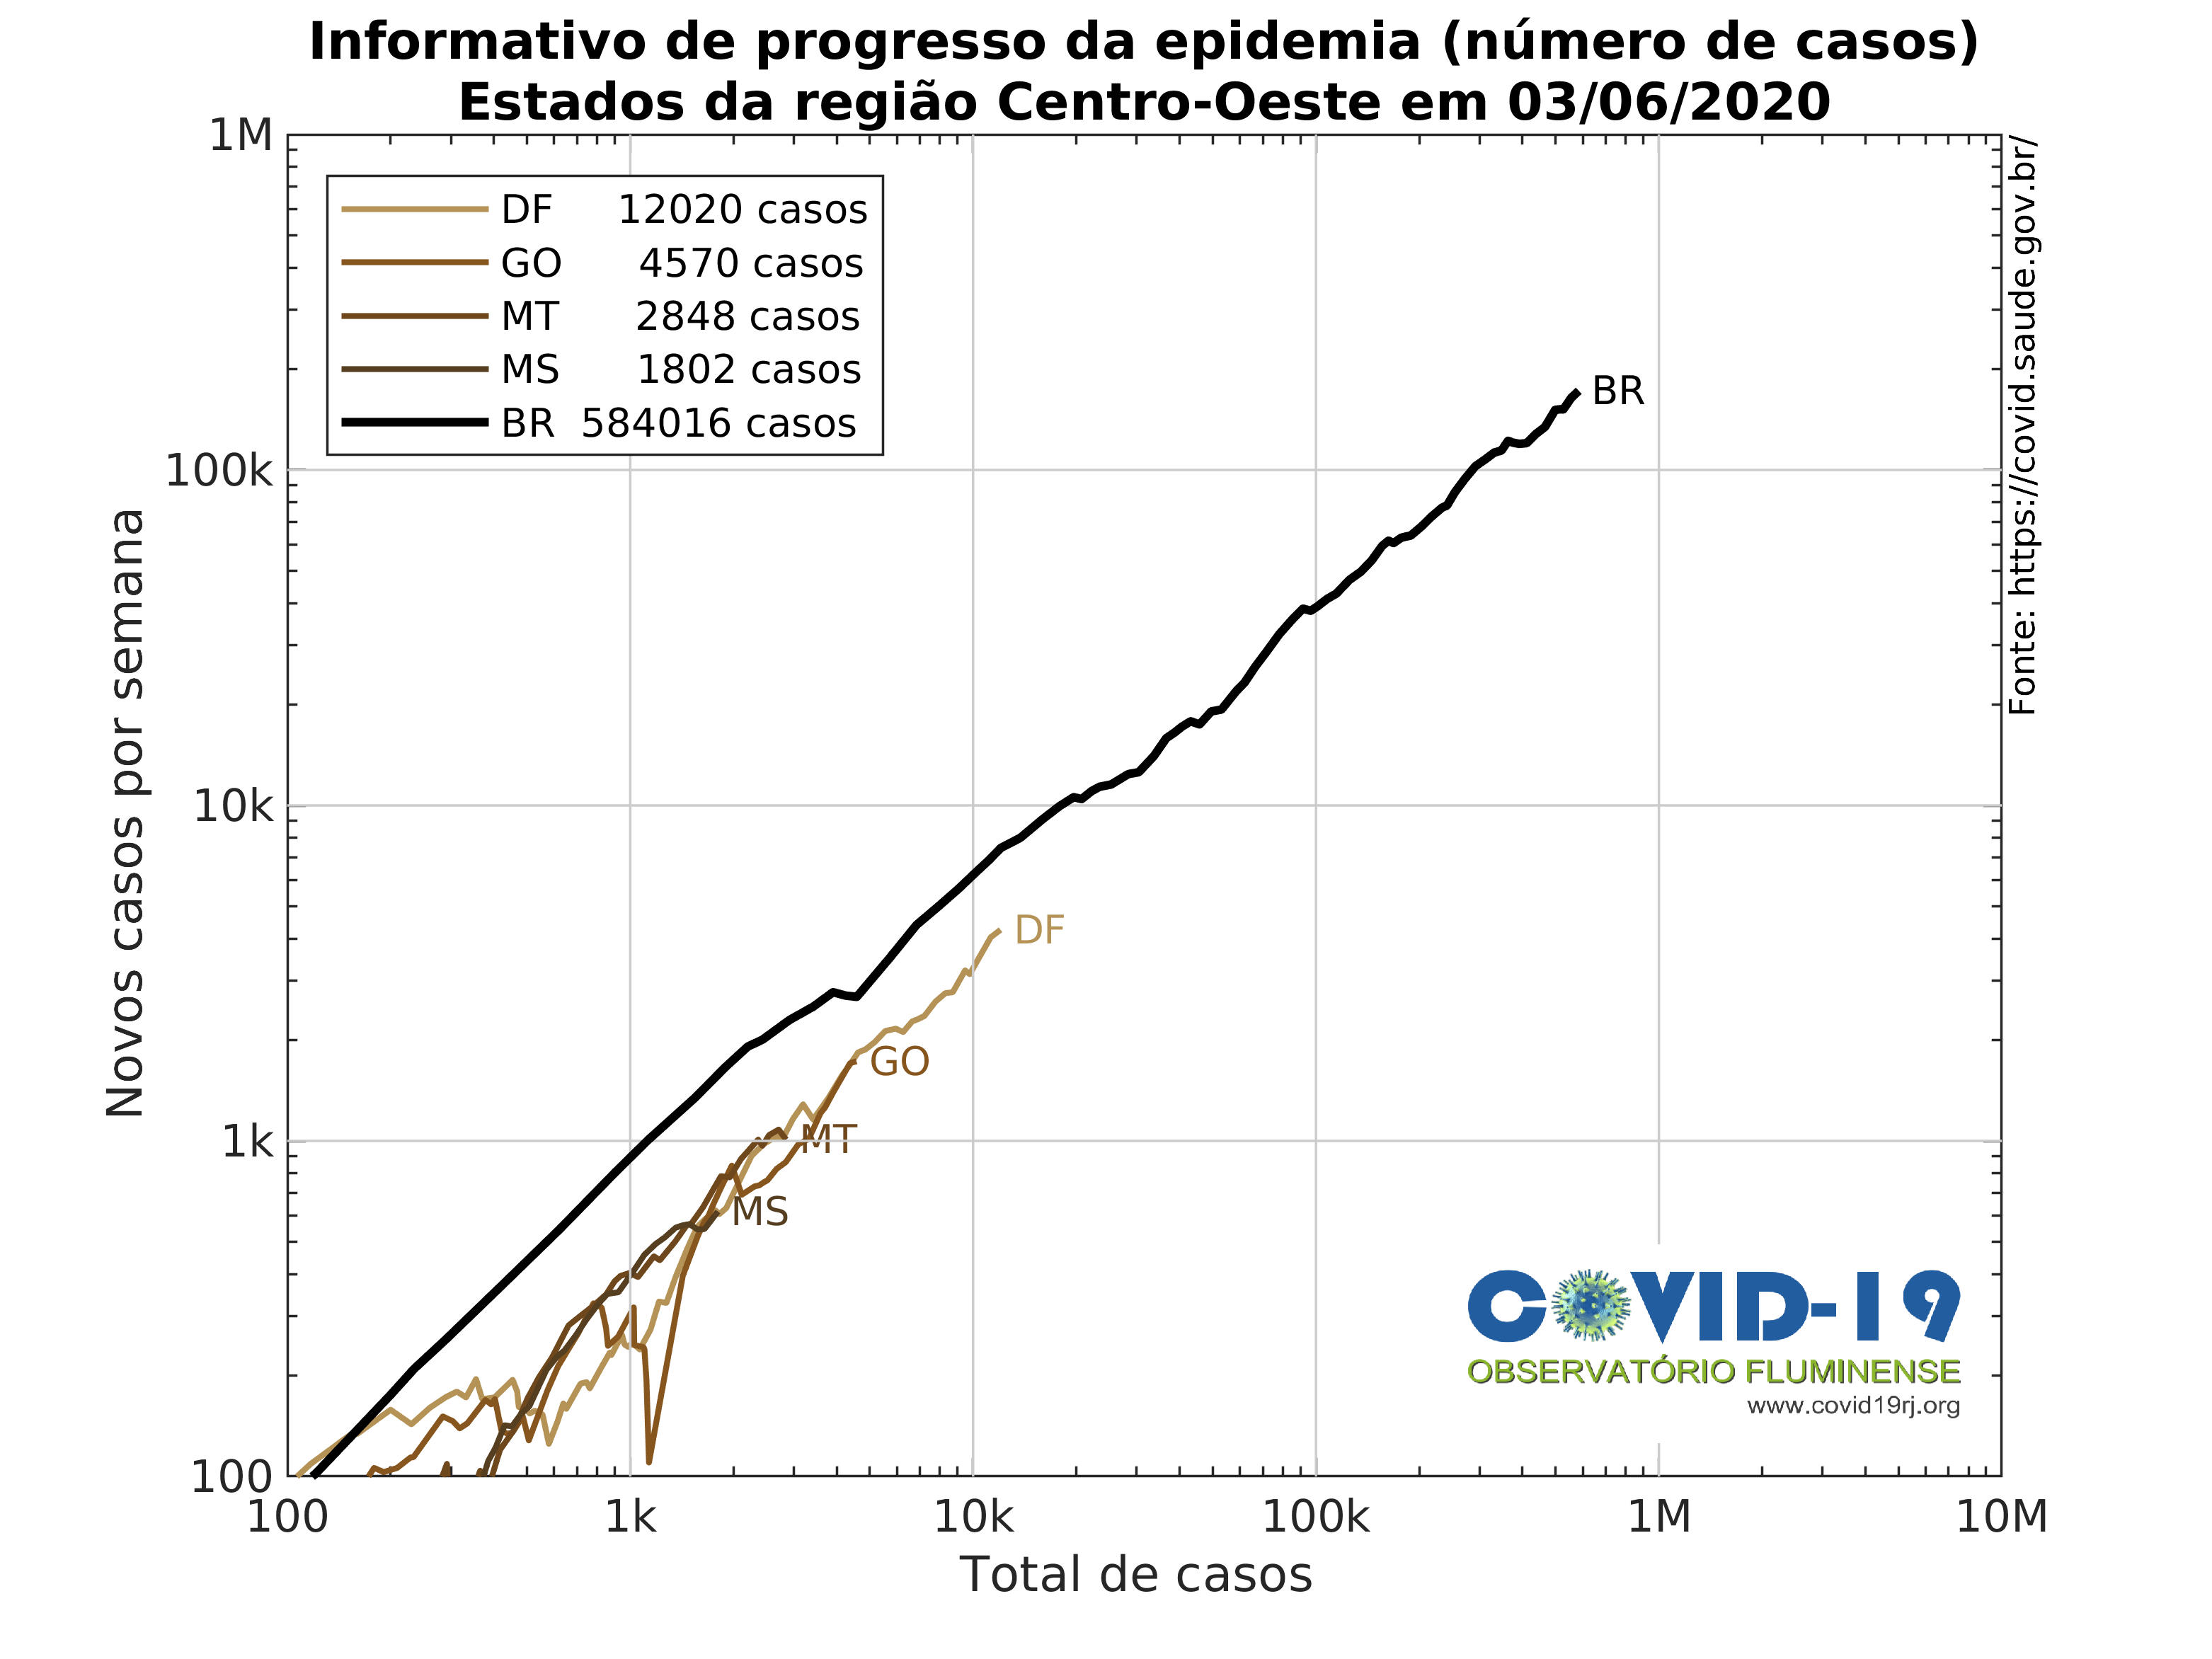 Informativo de progresso da epidemia (número de casos)
Estados da região Centro-Oeste em 03/06/2020
1M
100k
10k
1k
100
Novos casos por semana
DF 12020 casos
GO 4570 casos
MT 2848 casos
MS 1802 casos
BR 584016 casos
BR
DF
GO
MT
MS
Fonte: https://covid.saude.gov.br/
COVID-19
OBSERVATÓRIO FLUMINENSE
www.covid19rj.org
100 1k 10k 100k 1M 10M
Total de casos